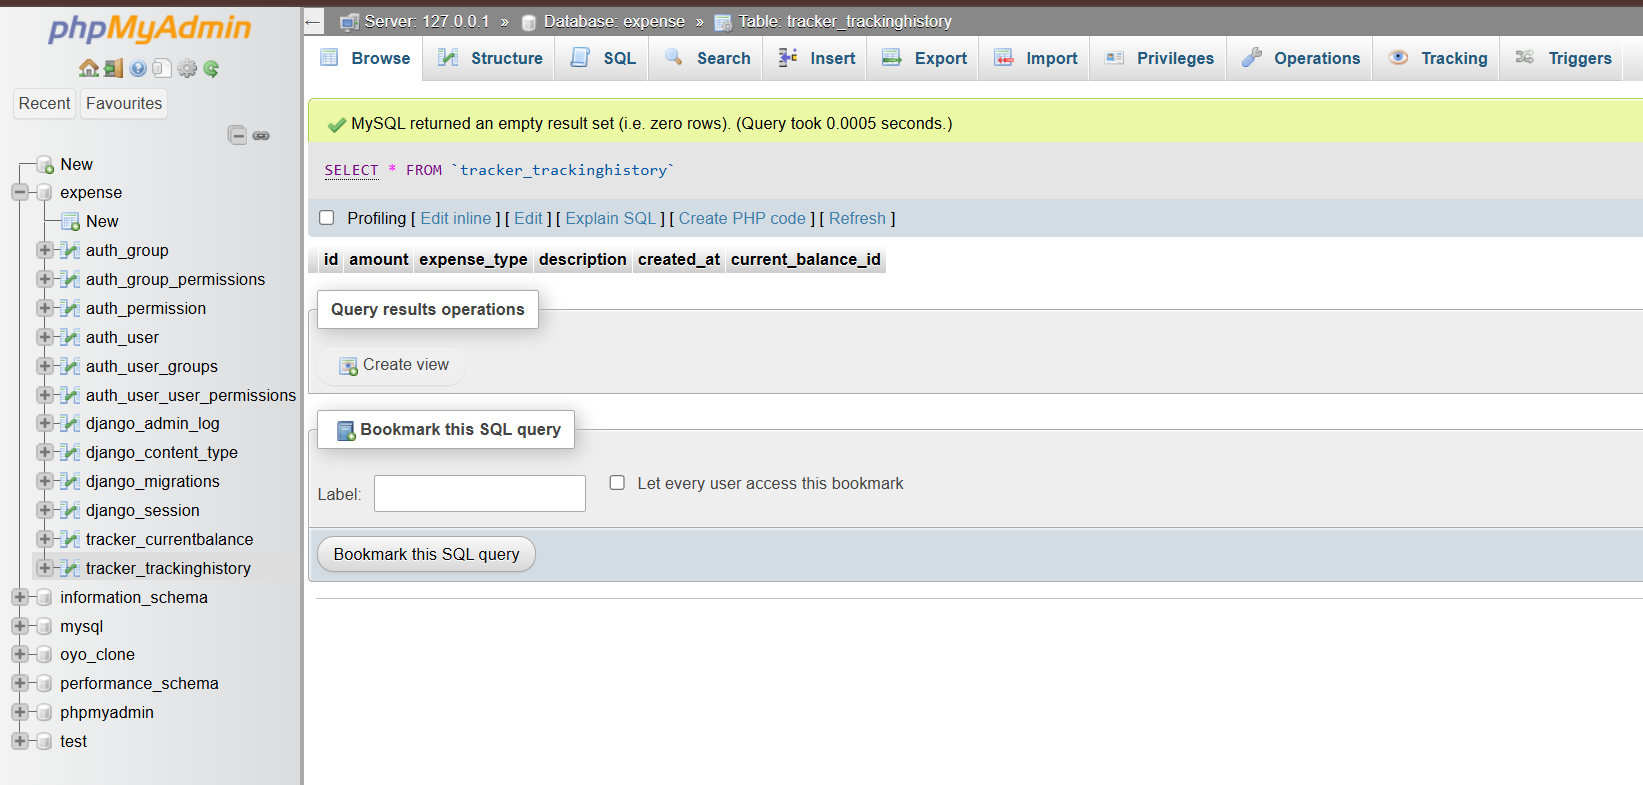 phpMyAdmin
Recent Favourites
New
expense
New
auth_group
auth_group_permissions
auth_permission
auth_user
auth_user_groups
auth_user_user_permissions
django_admin_log
django_content_type
django_migrations
django_session
tracker_currentbalance
tracker_trackinghistory
information_schema
mysql
oyo_clone
performance_schema
phpmyadmin
test
← Server: 127.0.0.1 » Database: expense » Table: tracker_trackinghistory
Browse Structure SQL Search Insert Export Import Privileges Operations Tracking Triggers
MySQL returned an empty result set (i.e. zero rows). (Query took 0.0005 seconds.)
SELECT * FROM `tracker_trackinghistory`
Profiling [ Edit inline ] [ Edit ] [ Explain SQL ] [ Create PHP code ] [ Refresh ]
id amount expense_type description created_at current_balance_id
Query results operations
Create view
Bookmark this SQL query
Label: Let every user access this bookmark
Bookmark this SQL query